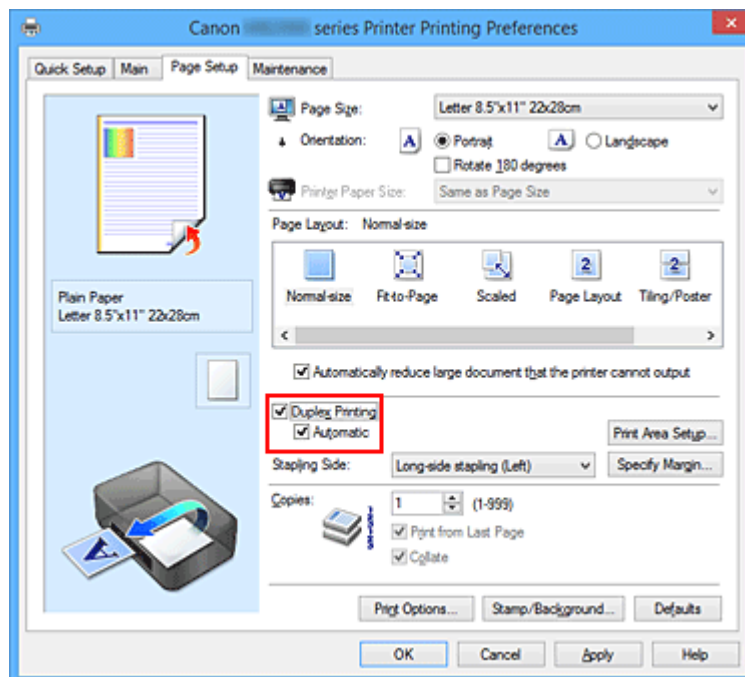 Canon series Printer Printing Preferences
Quick Setup Main Page Setup Maintenance
Page Size: Letter 8.5"x11" 22x28cm
Orientation: A Portrait A Landscape
Rotate 180 degrees
Printer Paper Size: Same as Page Size
Page Layout: Normal-size
2 2
Normal-size Fit-to-Page Scaled Page Layout Tiling/Poster
Plain Paper
Letter 8.5"x11" 22x28cm
Automatically reduce large document that the printer cannot output
Duplex Printing
Automatic
Print Area Setup...
Stapling Side: Long-side stapling (Left) Specify Margin...
Copies: 1 (1-999)
Print from Last Page
Collate
A
Print Options... Stamp/Background... Defaults
OK Cancel Apply Help